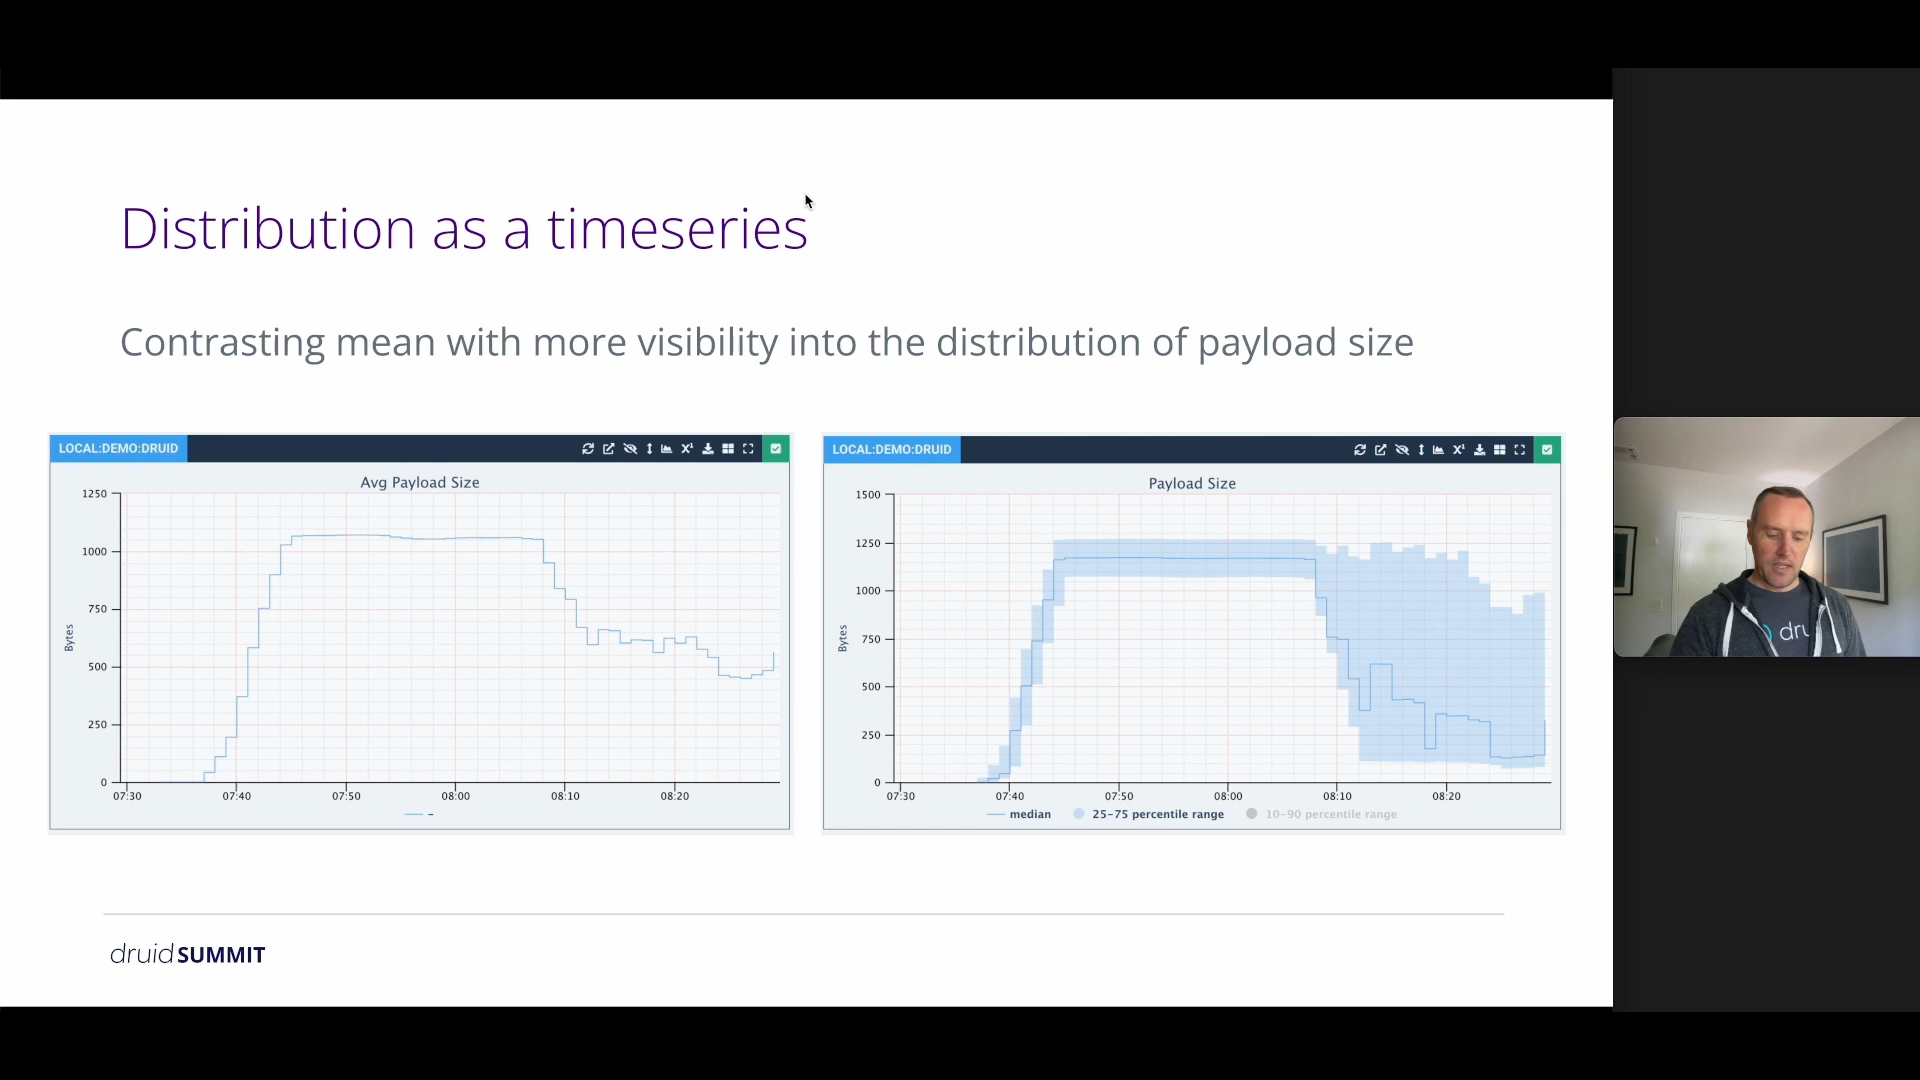 Distribution as a timeseries
Contrasting mean with more visibility into the distribution of payload size
LOCAL:DEMO:DRUID
Avg Payload Size
1250
1000
750
500
250
0
Bytes
07:30 07:40 07:50 08:00 08:10 08:20
–
LOCAL:DEMO:DRUID
Payload Size
1500
1250
1000
750
500
250
0
Bytes
07:30 07:40 07:50 08:00 08:10 08:20
median 25–75 percentile range 10–90 percentile range
druid SUMMIT
dru